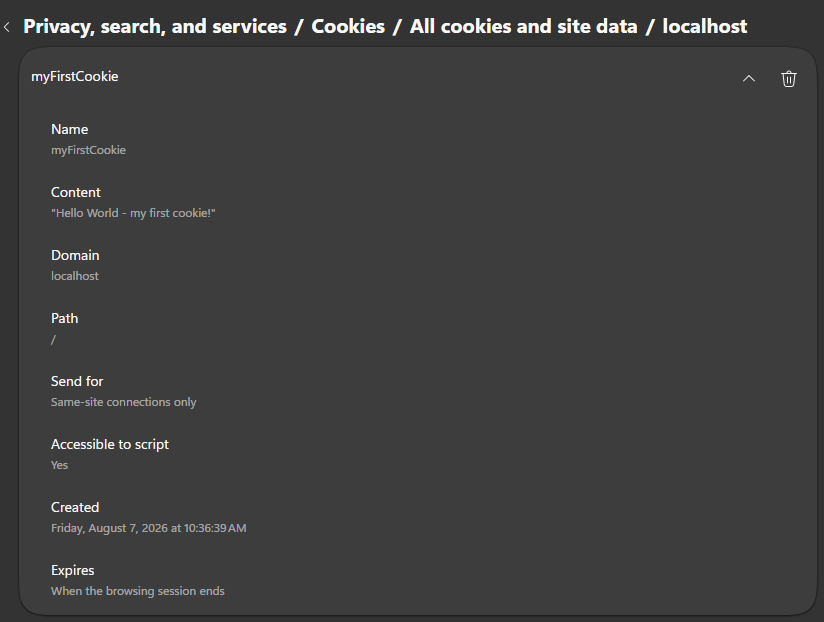 Privacy, search, and services / Cookies / All cookies and site data / localhost
myFirstCookie
Name
myFirstCookie
Content
"Hello World - my first cookie!"
Domain
localhost
Path
/
Send for
Same-site connections only
Accessible to script
Yes
Created
Friday, August 7, 2026 at 10:36:39 AM
Expires
When the browsing session ends